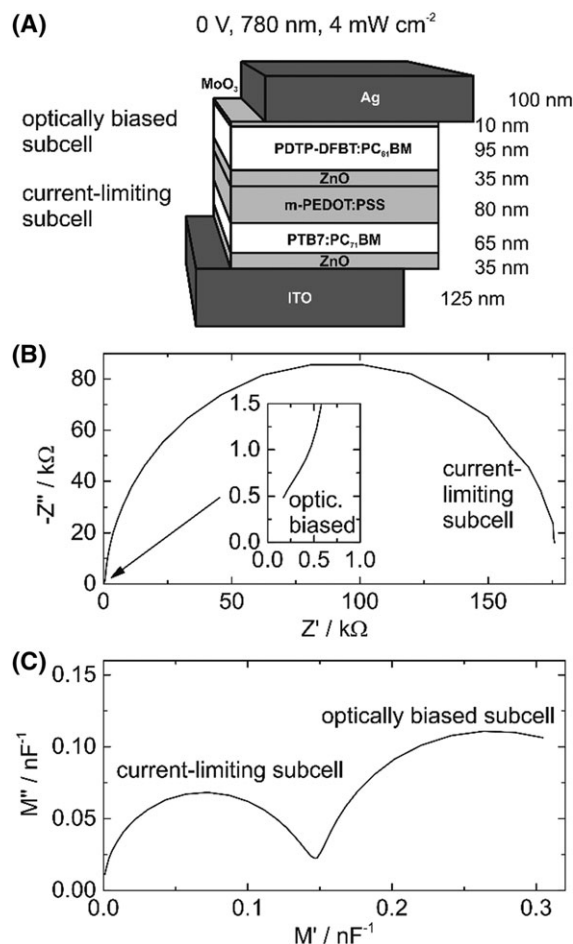 (A)
0 V, 780 nm, 4 mW cm⁻²
MoO₃
Ag
100 nm
optically biased
subcell
10 nm
PDTP-DFBT:PC₆₁BM
95 nm
ZnO
35 nm
current-limiting
subcell
m-PEDOT:PSS
80 nm
PTB7:PC₇₁BM
65 nm
ZnO
35 nm
ITO
125 nm
(B)
-Z'' / kΩ
80
60
40
20
0
1.5
1.0
0.5
0.0
optic.
biased
0.0 0.5 1.0
current-
limiting
subcell
0 50 100 150
Z' / kΩ
(C)
M'' / nF⁻¹
0.15
0.10
0.05
0.00
optically biased subcell
current-limiting subcell
0.0 0.1 0.2 0.3
M' / nF⁻¹